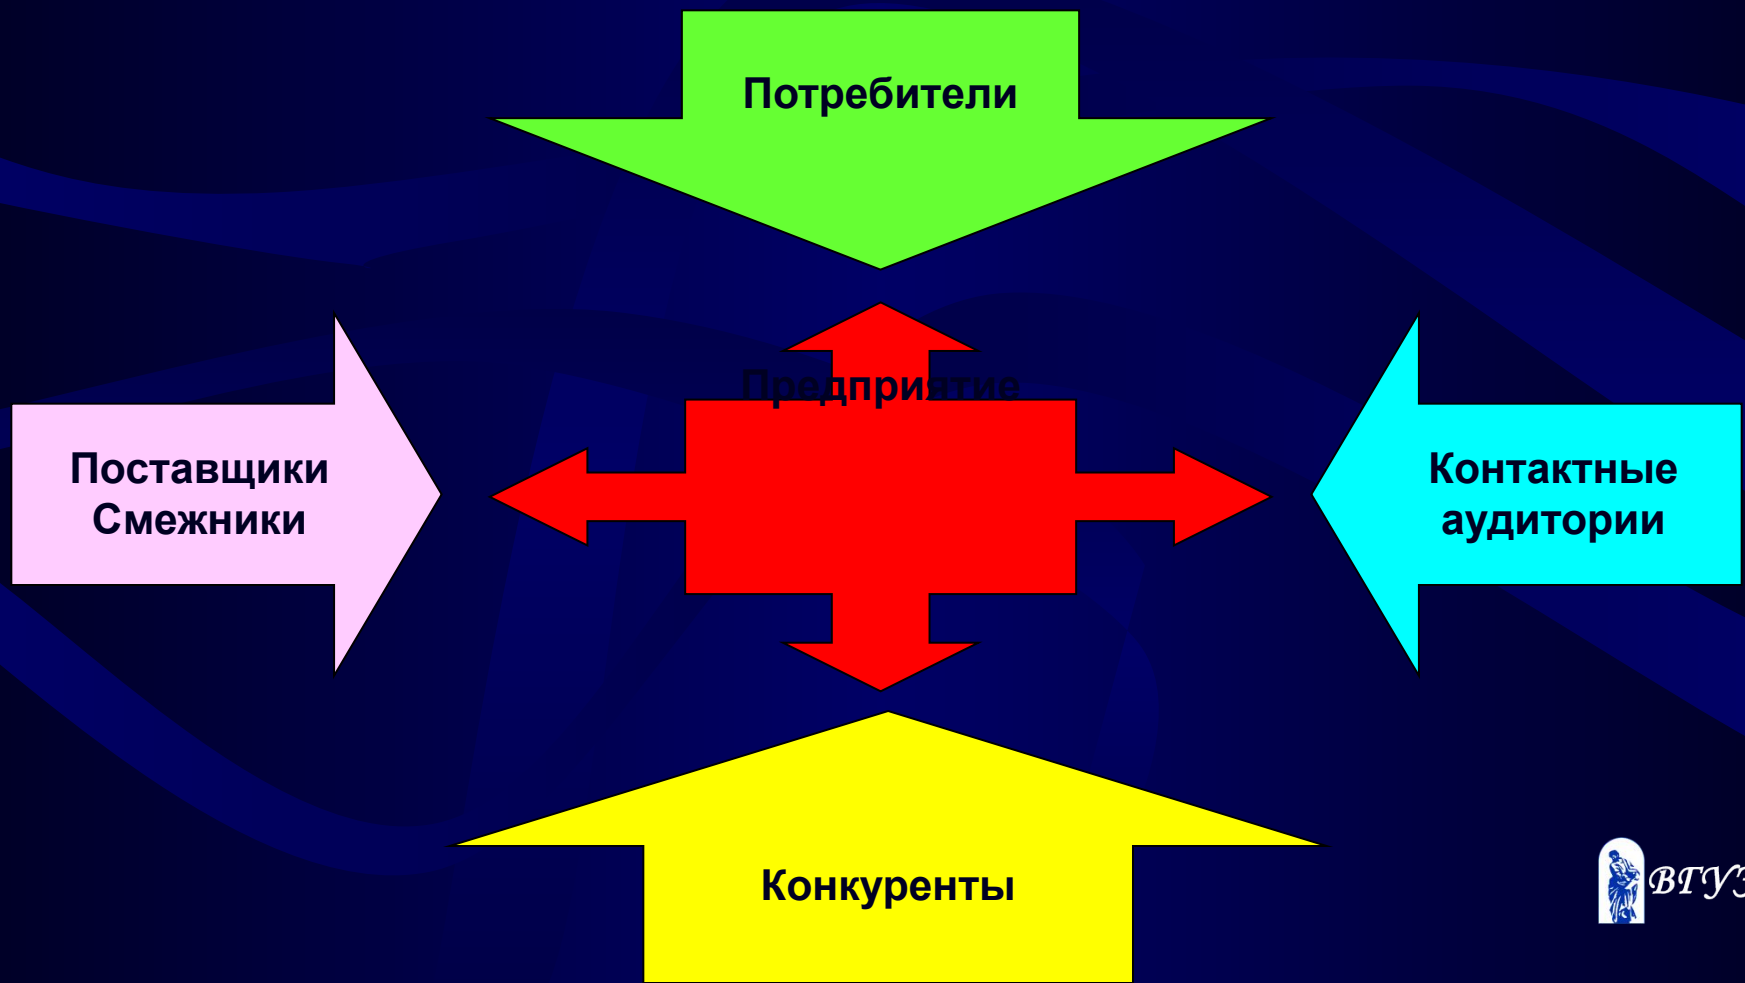 Потребители
Предприятие
Поставщики
Смежники
Контактные
аудитории
Конкуренты